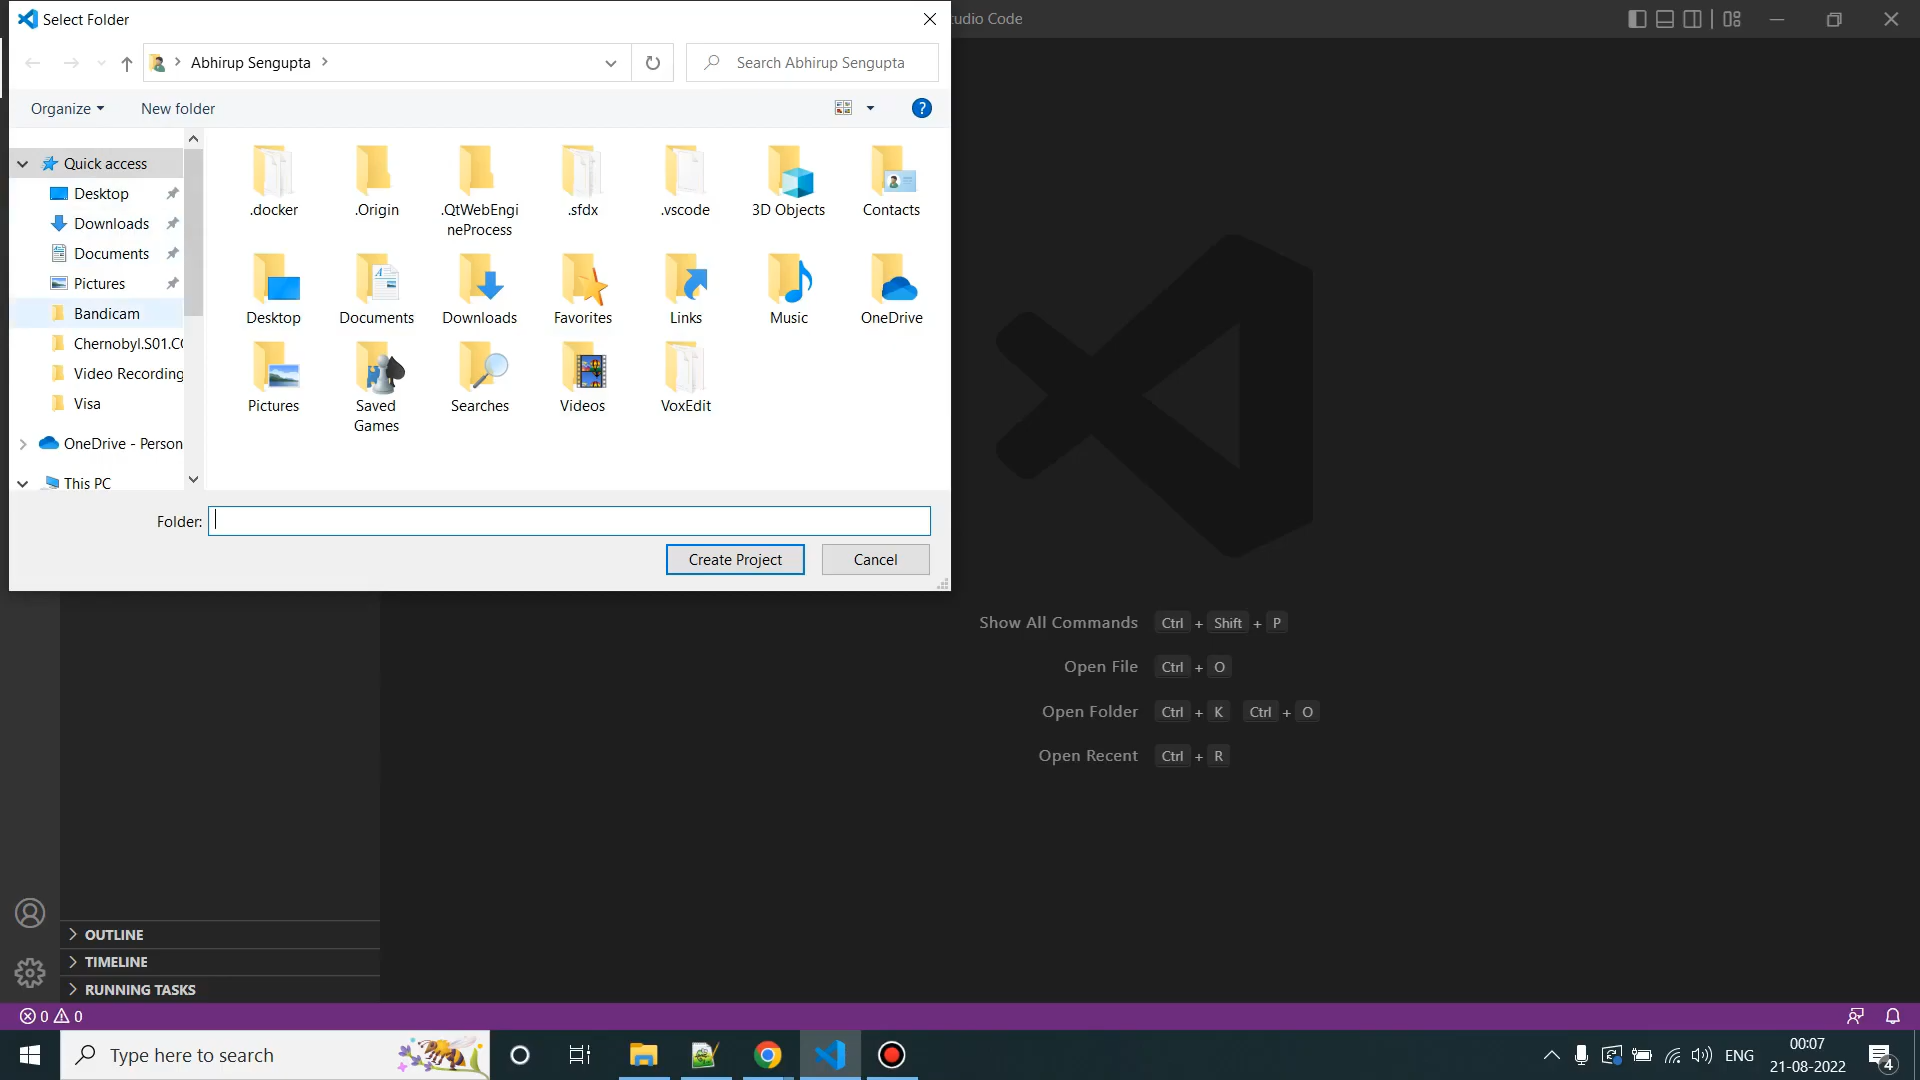 Select Folder
tudio Code
Abhirup Sengupta
Search Abhirup Sengupta
Organize
New folder
?
Quick access
Desktop
Downloads
Documents
Pictures
Bandicam
Chernobyl.S01.C
Video Recording
Visa
OneDrive - Person
This PC
.docker
.Origin
.QtWebEngi
neProcess
.sfdx
.vscode
3D Objects
Contacts
Desktop
Documents
Downloads
Favorites
Links
Music
OneDrive
Pictures
Saved
Games
Searches
Videos
VoxEdit
Folder:
Create Project
Cancel
Show All Commands Ctrl + Shift + P
Open File Ctrl + O
Open Folder Ctrl + K Ctrl + O
Open Recent Ctrl + R
OUTLINE
TIMELINE
RUNNING TASKS
0 0
Type here to search
ENG
00:07
21-08-2022
4